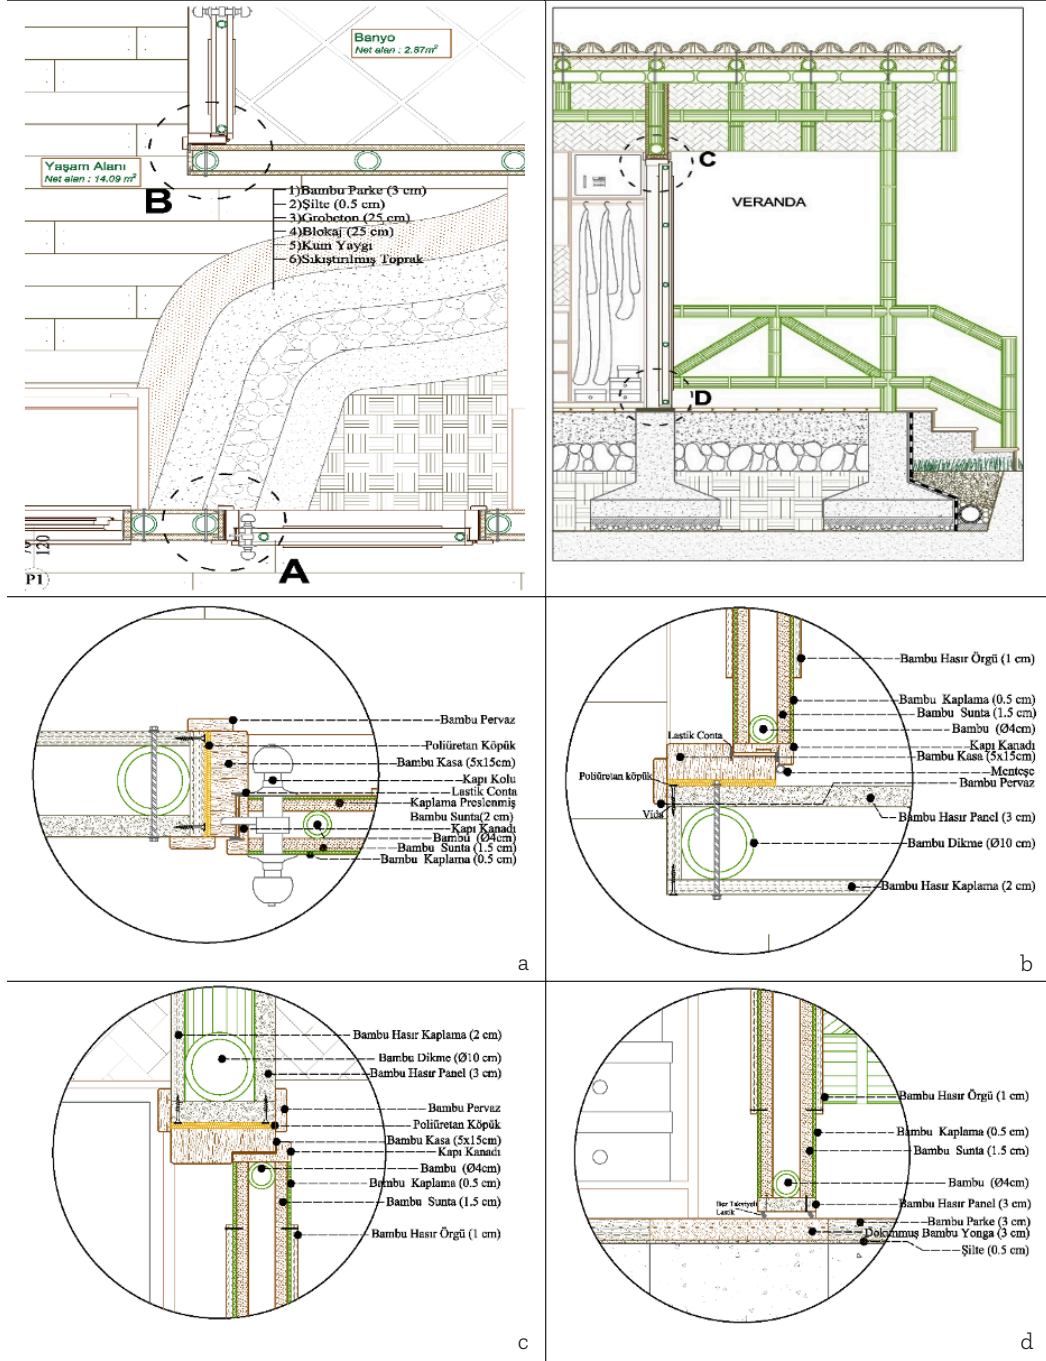 Banyo
Net alan : 2.87m²
Yaşam Alanı
Net alan : 14.09 m²
B
1)Bambu Parke (3 cm)
2)Şilte (0.5 cm)
3)Grobeton (25 cm)
4)Blokaj (25 cm)
5)Kum Yaygı
6)Sıkıştırılmış Toprak
A
120
P1
C
VERANDA
D
Bambu Pervaz
Poliüretan Köpük
Bambu Kasa (5x15cm)
Kapı Kolu
Lastik Conta
Kaplama Preslenmiş
Bambu Sunta(2 cm)
Kapı Kanadı
Bambu (Ø4cm)
Bambu Sunta (1.5 cm)
Bambu Kaplama (0.5 cm)
a
Bambu Hasır Örgü (1 cm)
Bambu Kaplama (0.5 cm)
Bambu Sunta (1.5 cm)
Bambu (Ø4cm)
Lastik Conta
Kapı Kanadı
Bambu Kasa (5x15cm)
Menteşe
Poliüretan köpük
Bambu Pervaz
Vida
Bambu Hasır Panel (3 cm)
Bambu Dikme (Ø10 cm)
Bambu Hasır Kaplama (2 cm)
b
Bambu Hasır Kaplama (2 cm)
Bambu Dikme (Ø10 cm)
Bambu Hasır Panel (3 cm)
Bambu Pervaz
Poliüretan Köpük
Bambu Kasa (5x15cm)
Kapı Kanadı
Bambu (Ø4cm)
Bambu Kaplama (0.5 cm)
Bambu Sunta (1.5 cm)
Bambu Hasır Örgü (1 cm)
c
Bambu Hasır Örgü (1 cm)
Bambu Kaplama (0.5 cm)
Bambu Sunta (1.5 cm)
Bambu (Ø4cm)
Bambu Hasır Panel (3 cm)
Bez Takviyeli
Lastik
Bambu Parke (3 cm)
Dokunmuş Bambu Yonga (3 cm)
Şilte (0.5 cm)
d